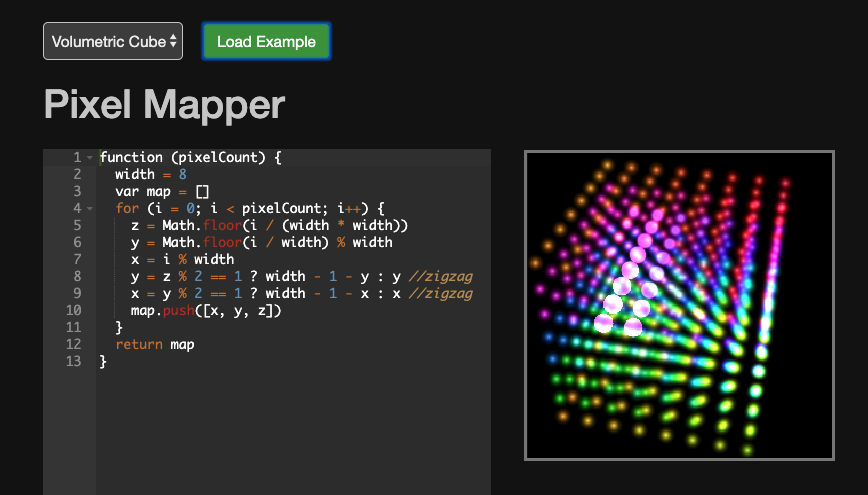 Volumetric Cube
Load Example
Pixel Mapper
1 function (pixelCount) {
2   width = 8
3   var map = []
4   for (i = 0; i < pixelCount; i++) {
5     z = Math.floor(i / (width * width))
6     y = Math.floor(i / width) % width
7     x = i % width
8     y = z % 2 == 1 ? width - 1 - y : y //zigzag
9     x = y % 2 == 1 ? width - 1 - x : x //zigzag
10     map.push([x, y, z])
11   }
12   return map
13 }